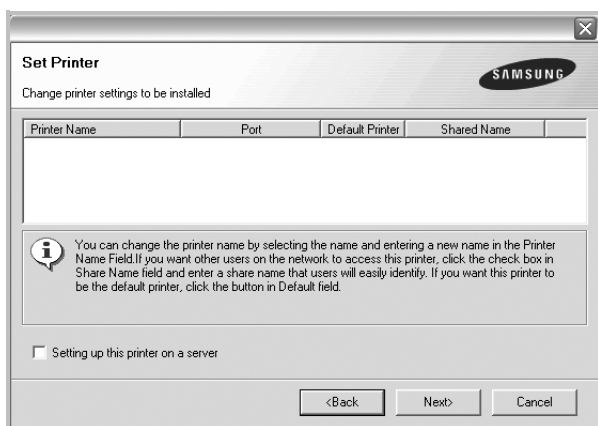 Set Printer
SAMSUNG
Change printer settings to be installed
Printer Name Port Default Printer Shared Name
You can change the printer name by selecting the name and entering a new name in the Printer
Name Field.If you want other users on the network to access this printer, click the check box in
Share Name field and enter a share name that users will easily identify. If you want this printer to
be the default printer, click the button in Default field.
Setting up this printer on a server
<Back Next> Cancel